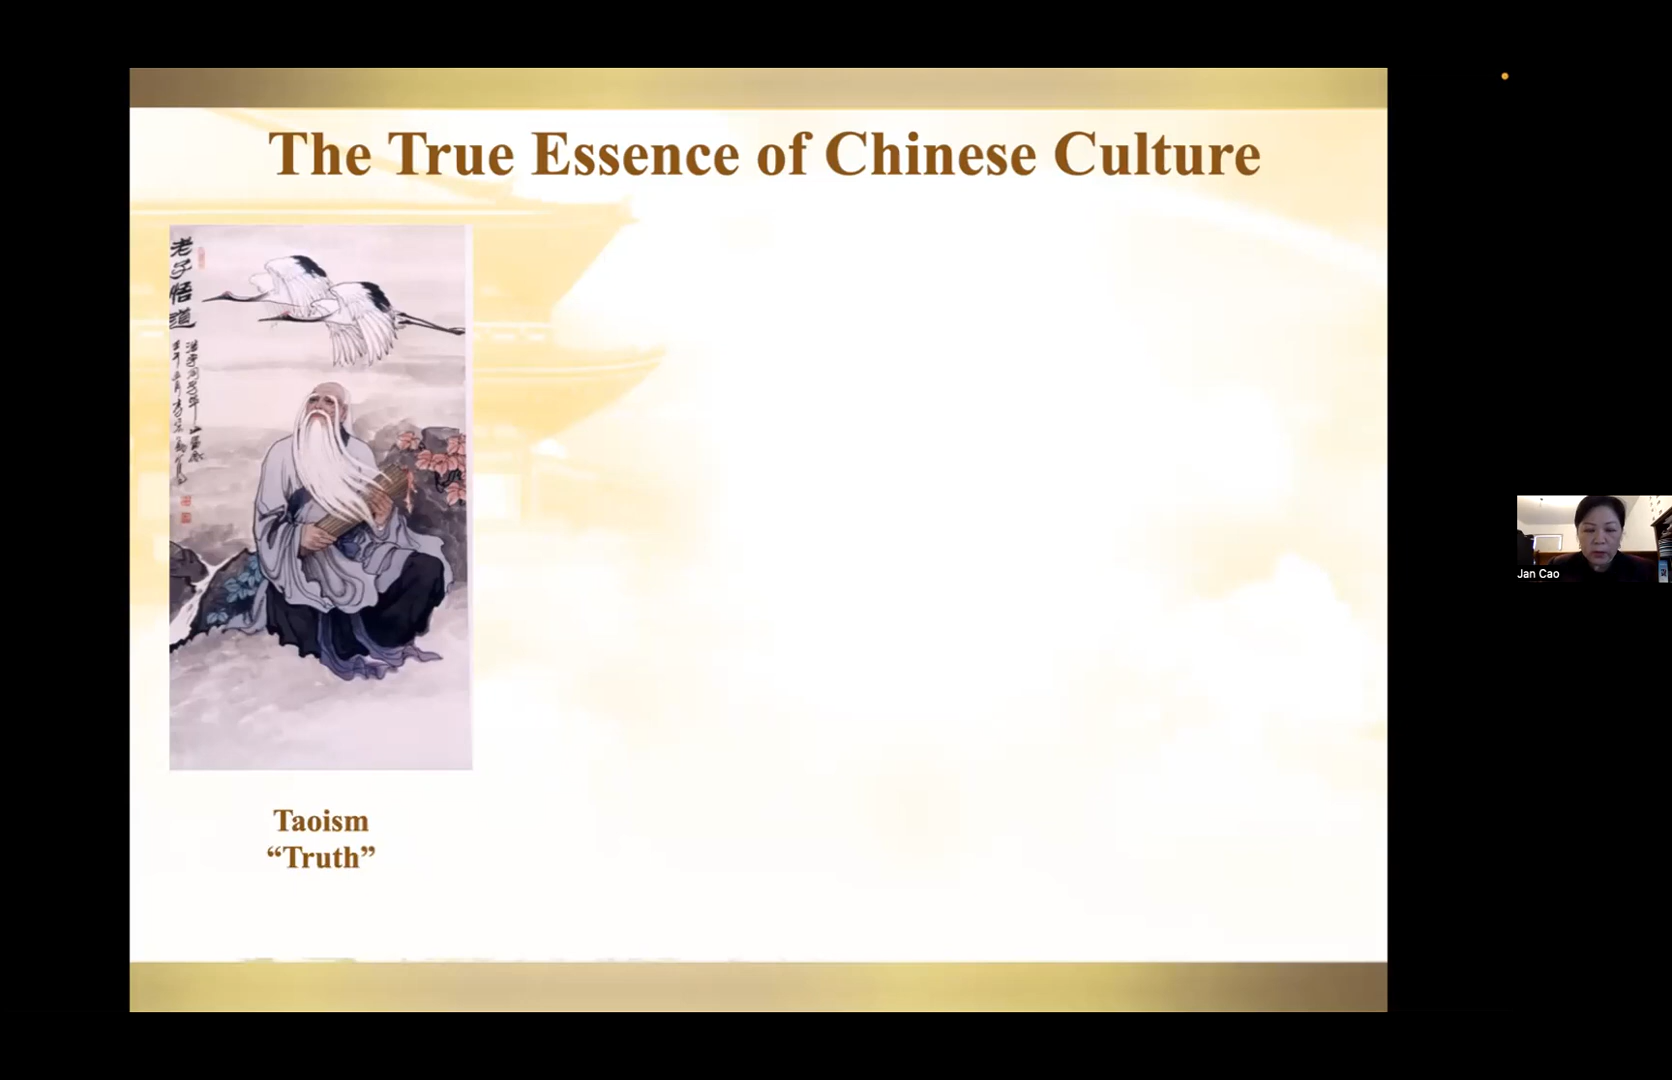 The True Essence of Chinese Culture
老子悟道
Taoism
“Truth”
Jan Cao